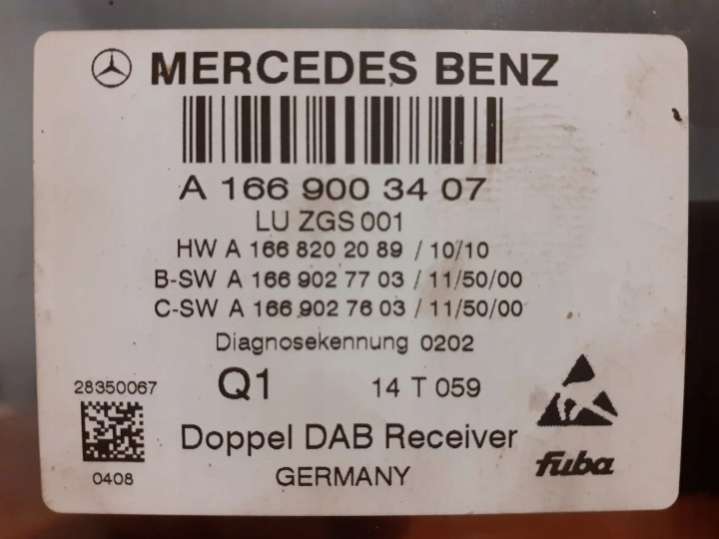 MERCEDES BENZ
A 166 900 34 07
LU ZGS 001
HW A 166 820 20 89 / 10/10
B-SW A 166 902 77 03 / 11/50/00
C-SW A 166 902 76 03 / 11/50/00
Diagnosekennung 0202
28350067 Q1 14 T 059
0408
Doppel DAB Receiver
GERMANY
fuba